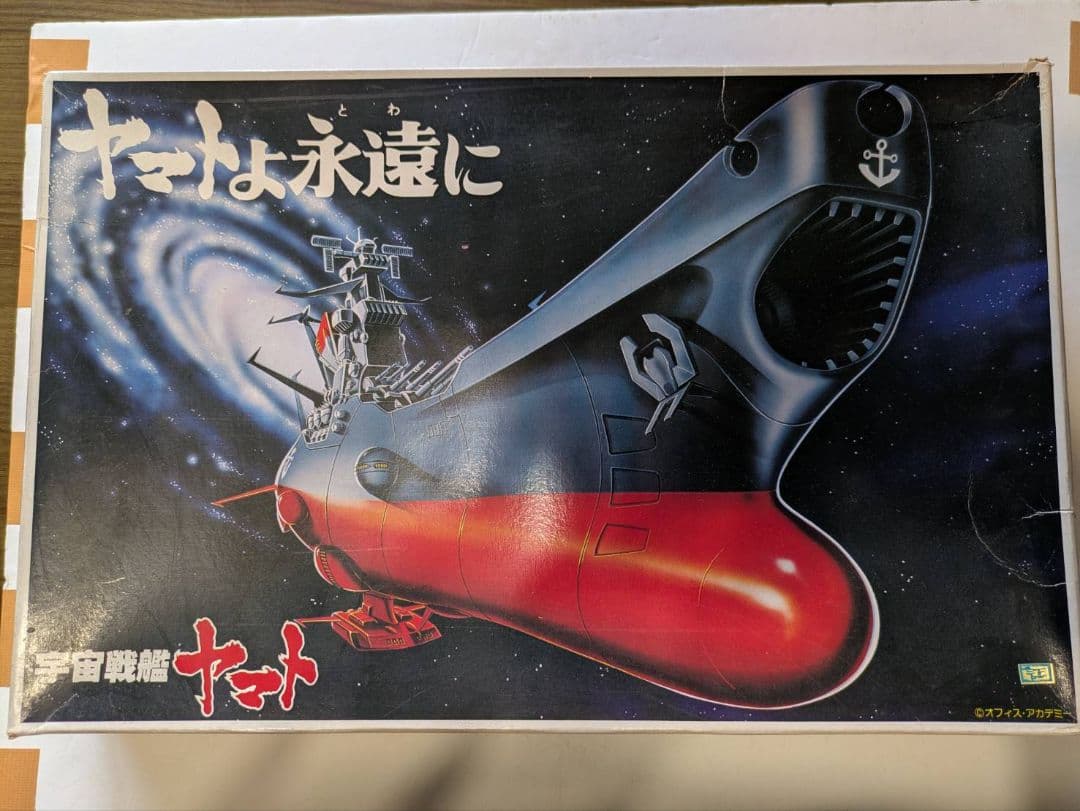 とわ
ヤマトよ永遠に
宇宙戦艦ヤマト
©オフィス・アカデミー